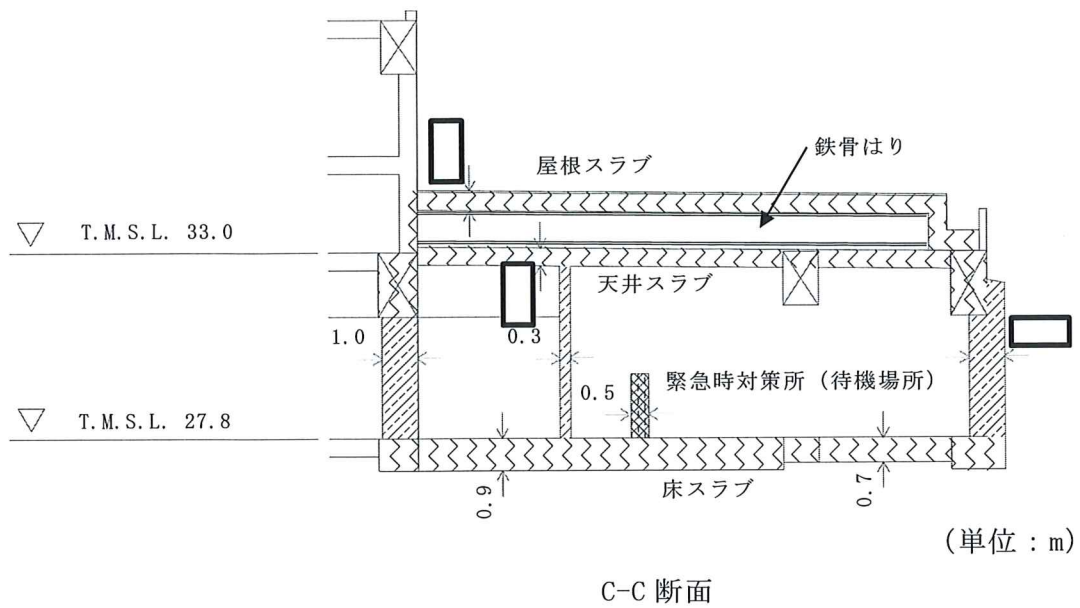 鉄骨はり
屋根スラブ
T.M.S.L. 33.0
天井スラブ
1.0
0.3
緊急時対策所（待機場所）
0.5
T.M.S.L. 27.8
床スラブ
0.9
0.7
(単位：m)
C-C 断面